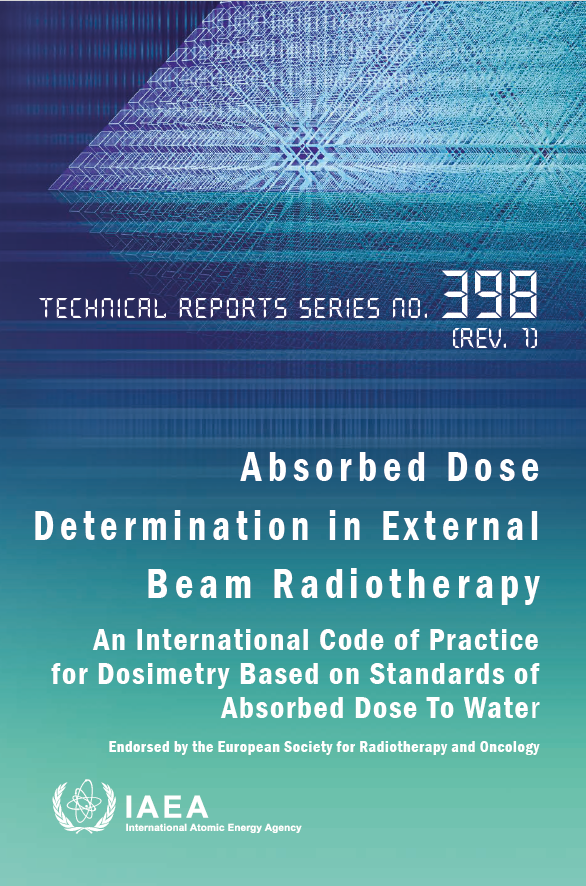 TECHNICAL REPORTS SERIES NO. 398
(REV. 1)
Absorbed Dose
Determination in External
Beam Radiotherapy
An International Code of Practice
for Dosimetry Based on Standards of
Absorbed Dose To Water
Endorsed by the European Society for Radiotherapy and Oncology
IAEA
International Atomic Energy Agency